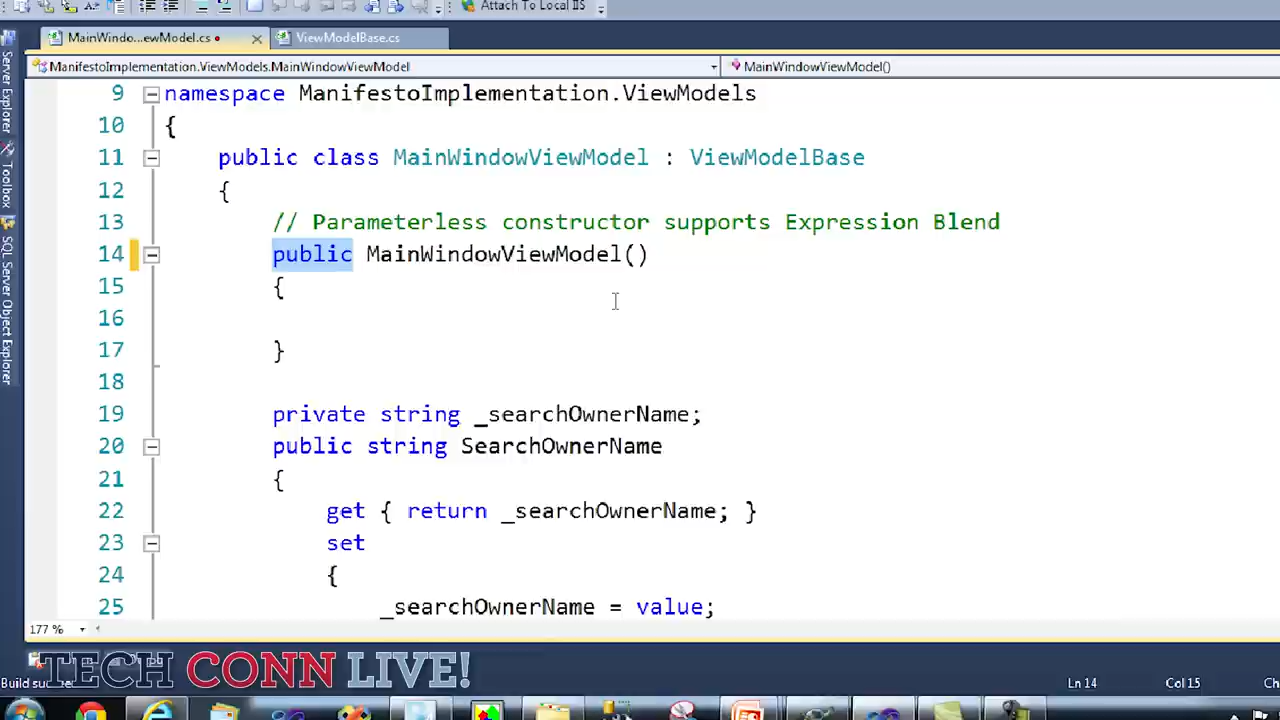 Attach To Local IIS
MainWindo...ewModel.cs
ViewModelBase.cs
ManifestoImplementation.ViewModels.MainWindowViewModel
MainWindowViewModel()
Server Explorer
Toolbox
SQL Server Object Explorer
9 namespace ManifestoImplementation.ViewModels
10 {
11 public class MainWindowViewModel : ViewModelBase
12 {
13 // Parameterless constructor supports Expression Blend
14 public MainWindowViewModel()
15 {
16
17 }
18
19 private string _searchOwnerName;
20 public string SearchOwnerName
21 {
22 get { return _searchOwnerName; }
23 set
24 {
25 _searchOwnerName = value;
177 %
TECH CONN LIVE!
Ln 14 Col 15